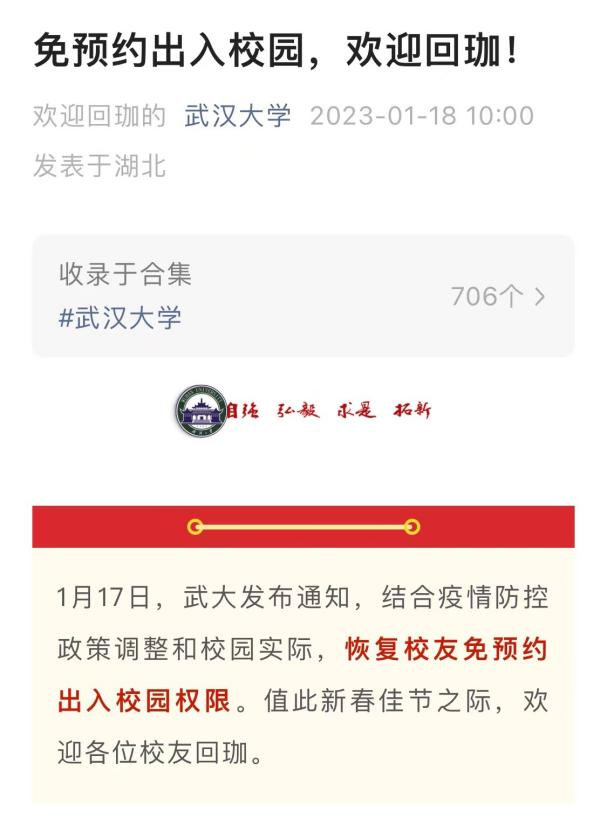 免预约出入校园，欢迎回珈！
欢迎回珈的 武汉大学 2023-01-18 10:00
发表于湖北
收录于合集
#武汉大学
706个
自强 弘毅 求是 拓新
1月17日，武大发布通知，结合疫情防控
政策调整和校园实际，恢复校友免预约
出入校园权限。值此新春佳节之际，欢
迎各位校友回珈。